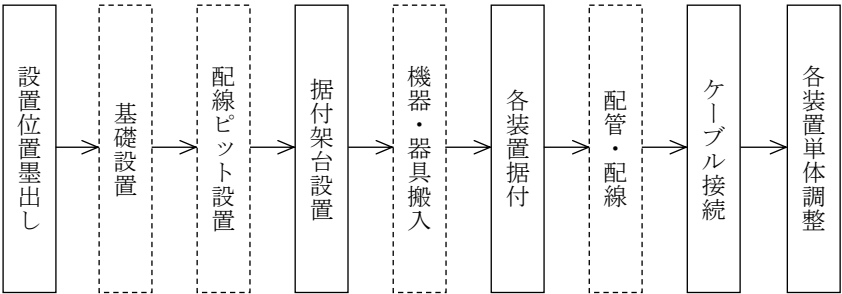 設置位置墨出し
基礎設置
配線ピット設置
据付架台設置
機器・器具搬入
各装置据付
配管・配線
ケーブル接続
各装置単体調整